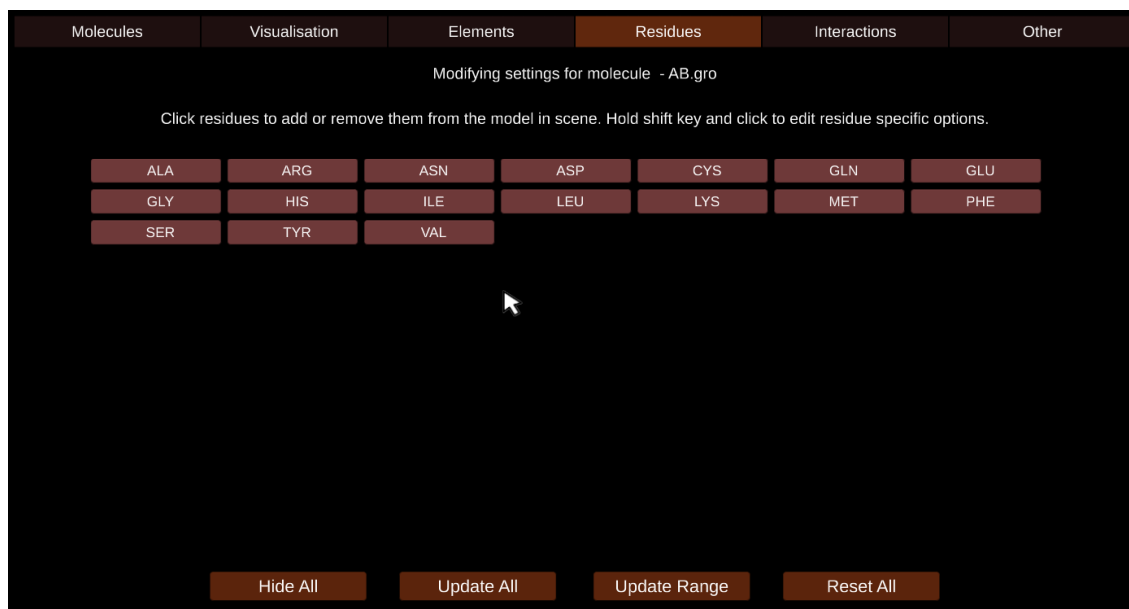 Molecules Visualisation Elements Residues Interactions Other
Modifying settings for molecule - AB.gro
Click residues to add or remove them from the model in scene. Hold shift key and click to edit residue specific options.
ALA ARG ASN ASP CYS GLN GLU
GLY HIS ILE LEU LYS MET PHE
SER TYR VAL
Hide All Update All Update Range Reset All